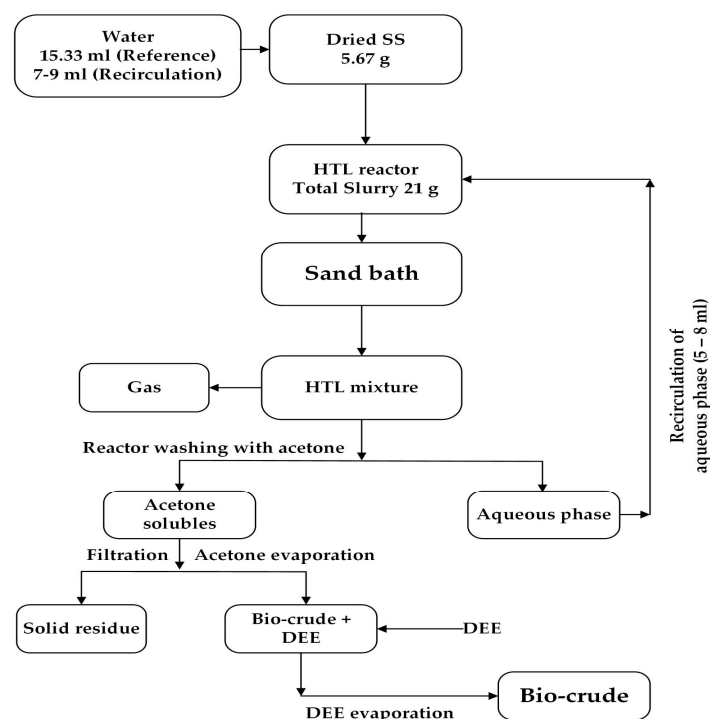 Water
15.33 ml (Reference)
7-9 ml (Recirculation)
Dried SS
5.67 g
HTL reactor
Total Slurry 21 g
Sand bath
Gas
HTL mixture
Recirculation of
aqueous phase (5 – 8 ml)
Reactor washing with acetone
Acetone
solubles
Aqueous phase
Filtration
Acetone evaporation
Solid residue
Bio-crude +
DEE
DEE
DEE evaporation
Bio-crude